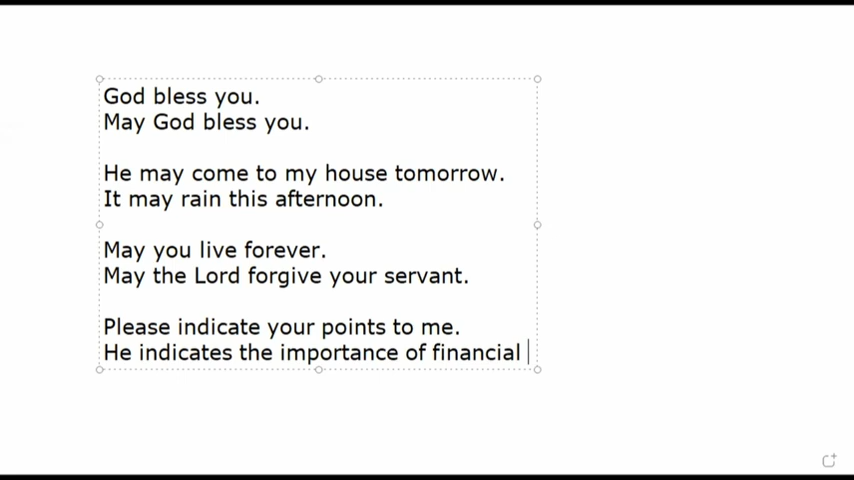 God bless you.
May God bless you.
He may come to my house tomorrow.
It may rain this afternoon.
May you live forever.
May the Lord forgive your servant.
Please indicate your points to me.
He indicates the importance of financial